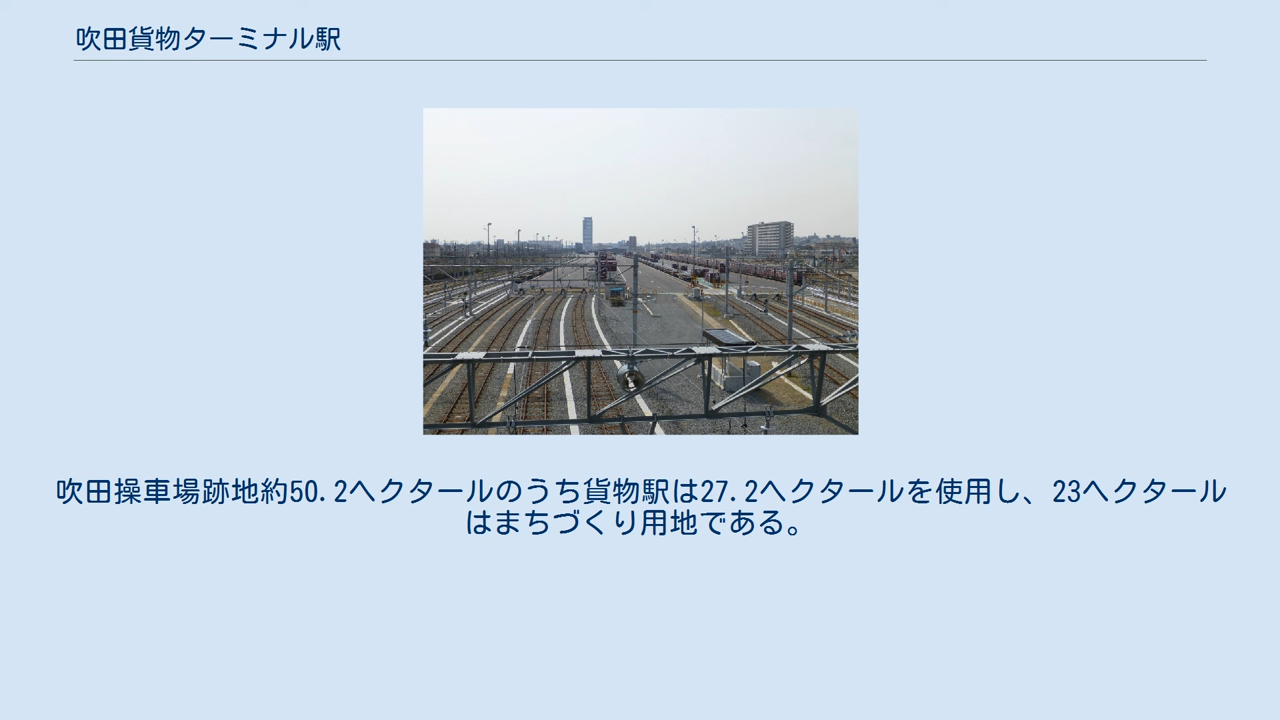 吹田貨物ターミナル駅
吹田操車場跡地約50.2ヘクタールのうち貨物駅は27.2ヘクタールを使用し、23ヘクタール
はまちづくり用地である。